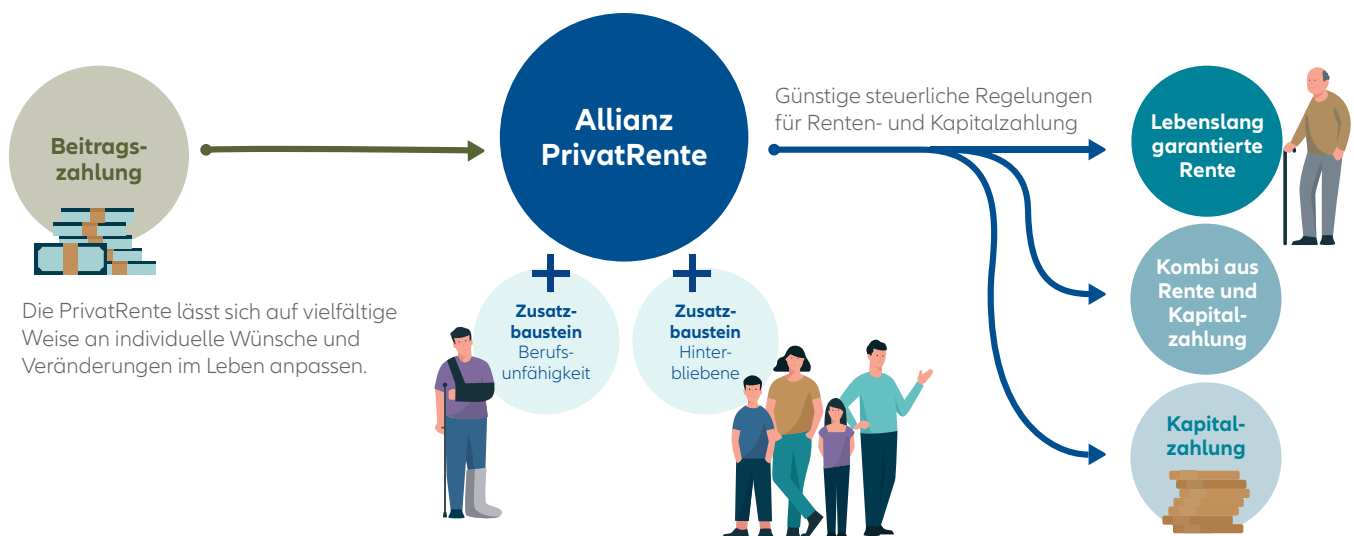 Beitrags-
zahlung
Die PrivatRente lässt sich auf vielfältige
Weise an individuelle Wünsche und
Veränderungen im Leben anpassen.
Allianz
PrivatRente
Zusatz-
baustein
Berufs-
unfähigkeit
Zusatz-
baustein
Hinter-
bliebene
Günstige steuerliche Regelungen
für Renten- und Kapitalzahlung
Lebenslang
garantierte
Rente
Kombi aus
Rente und
Kapital-
zahlung
Kapital-
zahlung